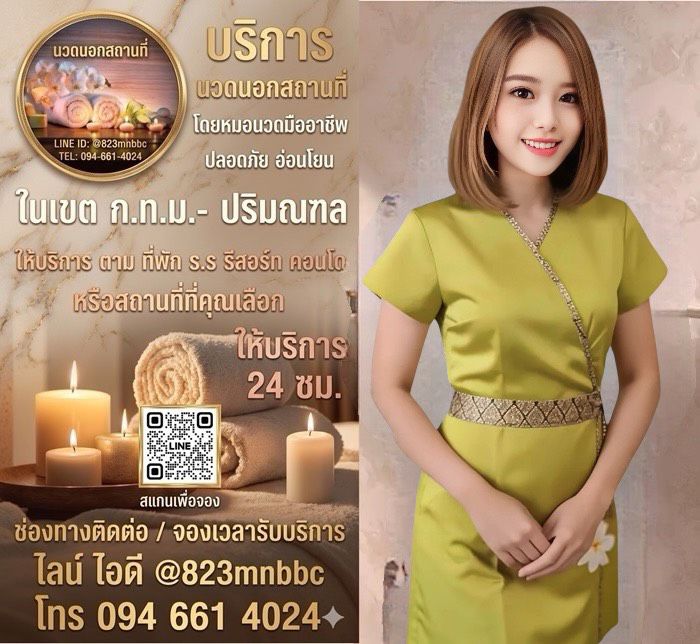 นวดนอกสถานที่
LINE ID: @823mnbbc
TEL: 094-661-4024
บริการ
นวดนอกสถานที่
โดยหมอนวดมืออาชีพ
ปลอดภัย อ่อนโยน
ในเขต ก.ท.ม.- ปริมณฑล
ให้บริการ ตาม ที่พัก ร.ร รีสอร์ท คอนโด
หรือสถานที่ที่คุณเลือก
ให้บริการ
24 ซม.
LINE
สแกนเพื่อจอง
ช่องทางติดต่อ / จองเวลารับบริการ
ไลน์ ไอดี @823mnbbc
โทร 094 661 4024